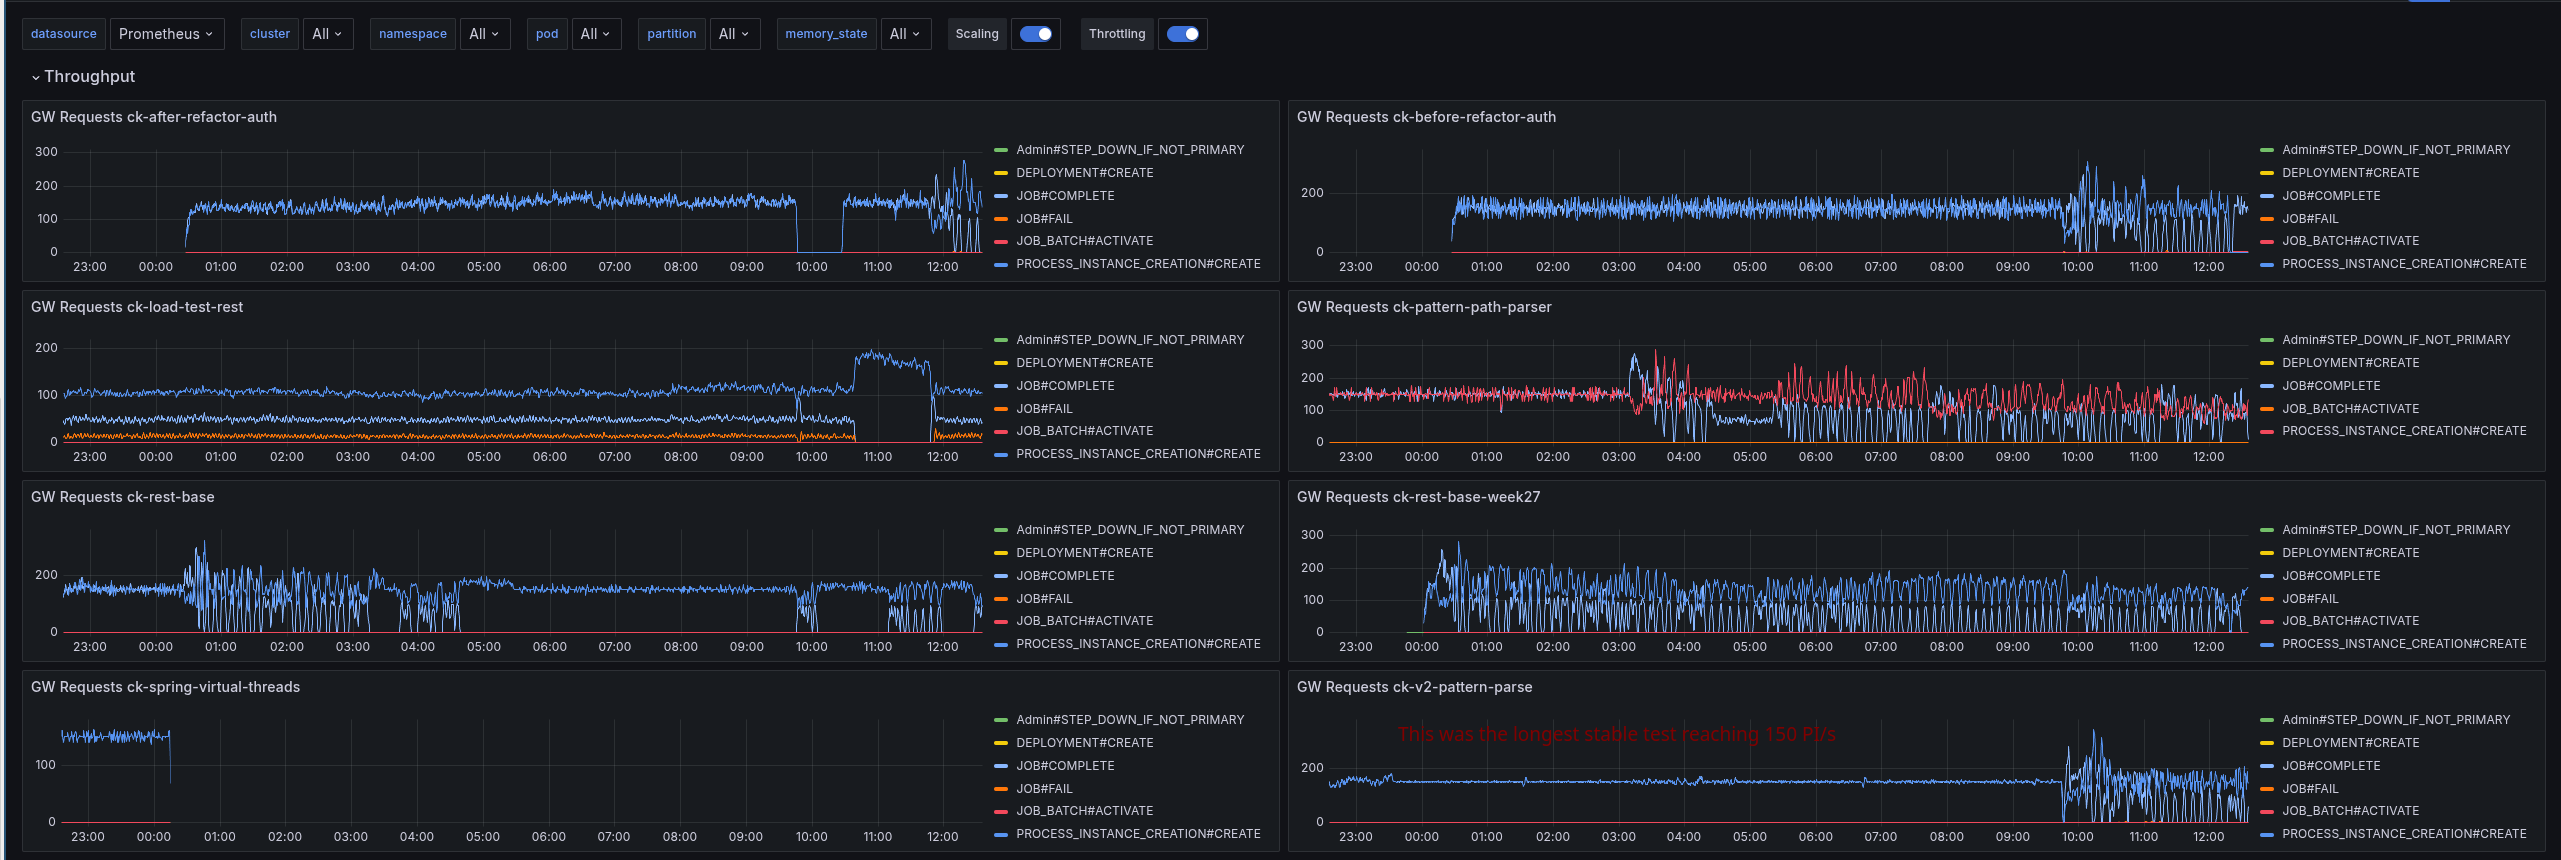 datasource Prometheus cluster All namespace All pod All partition All memory_state All Scaling Throttling
Throughput
GW Requests ck-after-refactor-auth
300
200
100
0
23:00 00:00 01:00 02:00 03:00 04:00 05:00 06:00 07:00 08:00 09:00 10:00 11:00 12:00
Admin#STEP_DOWN_IF_NOT_PRIMARY
DEPLOYMENT#CREATE
JOB#COMPLETE
JOB#FAIL
JOB_BATCH#ACTIVATE
PROCESS_INSTANCE_CREATION#CREATE
GW Requests ck-before-refactor-auth
200
0
23:00 00:00 01:00 02:00 03:00 04:00 05:00 06:00 07:00 08:00 09:00 10:00 11:00 12:00
Admin#STEP_DOWN_IF_NOT_PRIMARY
DEPLOYMENT#CREATE
JOB#COMPLETE
JOB#FAIL
JOB_BATCH#ACTIVATE
PROCESS_INSTANCE_CREATION#CREATE
GW Requests ck-load-test-rest
200
100
0
23:00 00:00 01:00 02:00 03:00 04:00 05:00 06:00 07:00 08:00 09:00 10:00 11:00 12:00
Admin#STEP_DOWN_IF_NOT_PRIMARY
DEPLOYMENT#CREATE
JOB#COMPLETE
JOB#FAIL
JOB_BATCH#ACTIVATE
PROCESS_INSTANCE_CREATION#CREATE
GW Requests ck-pattern-path-parser
300
200
100
0
23:00 00:00 01:00 02:00 03:00 04:00 05:00 06:00 07:00 08:00 09:00 10:00 11:00 12:00
Admin#STEP_DOWN_IF_NOT_PRIMARY
DEPLOYMENT#CREATE
JOB#COMPLETE
JOB_BATCH#ACTIVATE
PROCESS_INSTANCE_CREATION#CREATE
GW Requests ck-rest-base
200
0
23:00 00:00 01:00 02:00 03:00 04:00 05:00 06:00 07:00 08:00 09:00 10:00 11:00 12:00
Admin#STEP_DOWN_IF_NOT_PRIMARY
DEPLOYMENT#CREATE
JOB#COMPLETE
JOB#FAIL
JOB_BATCH#ACTIVATE
PROCESS_INSTANCE_CREATION#CREATE
GW Requests ck-rest-base-week27
300
200
100
0
23:00 00:00 01:00 02:00 03:00 04:00 05:00 06:00 07:00 08:00 09:00 10:00 11:00 12:00
Admin#STEP_DOWN_IF_NOT_PRIMARY
DEPLOYMENT#CREATE
JOB#COMPLETE
JOB#FAIL
JOB_BATCH#ACTIVATE
PROCESS_INSTANCE_CREATION#CREATE
GW Requests ck-spring-virtual-threads
100
0
23:00 00:00 01:00 02:00 03:00 04:00 05:00 06:00 07:00 08:00 09:00 10:00 11:00 12:00
Admin#STEP_DOWN_IF_NOT_PRIMARY
DEPLOYMENT#CREATE
JOB#COMPLETE
JOB#FAIL
JOB_BATCH#ACTIVATE
PROCESS_INSTANCE_CREATION#CREATE
GW Requests ck-v2-pattern-parse
This was the longest stable test reaching 150 PI/s
200
0
23:00 00:00 01:00 02:00 03:00 04:00 05:00 06:00 07:00 08:00 09:00 10:00 11:00 12:00
Admin#STEP_DOWN_IF_NOT_PRIMARY
DEPLOYMENT#CREATE
JOB#COMPLETE
JOB#FAIL
JOB_BATCH#ACTIVATE
PROCESS_INSTANCE_CREATION#CREATE